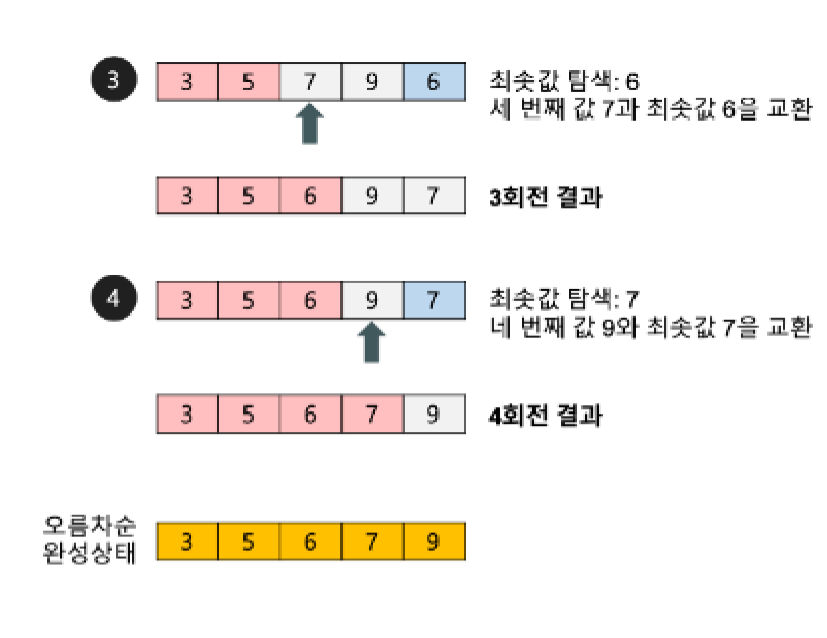 3
3 5 7 9 6
최솟값 탐색: 6
세 번째 값 7과 최솟값 6을 교환
3 5 6 9 7
3회전 결과
4
3 5 6 9 7
최솟값 탐색: 7
네 번째 값 9와 최솟값 7을 교환
3 5 6 7 9
4회전 결과
오름차순
완성상태
3 5 6 7 9